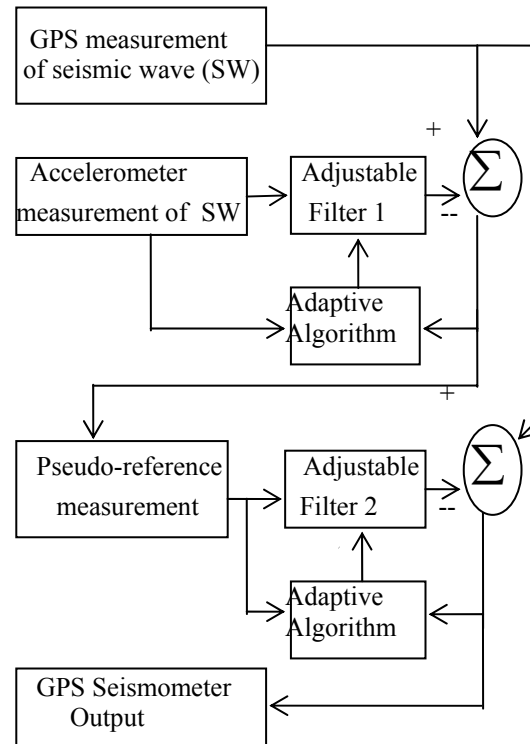 GPS measurement
of seismic wave (SW)
+
Accelerometer
measurement of SW
Adjustable
Filter 1
--
Σ
Adaptive
Algorithm
+
Pseudo-reference
measurement
Adjustable
Filter 2
--
Σ
Adaptive
Algorithm
GPS Seismometer
Output